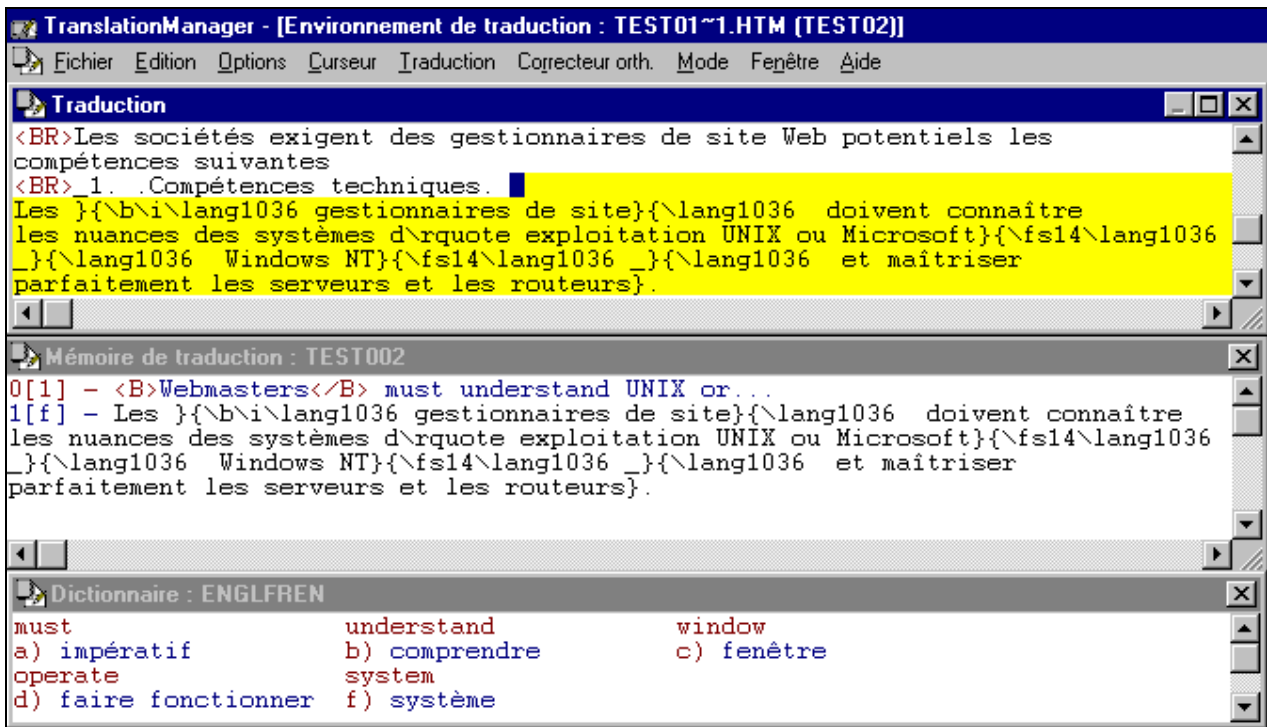 TranslationManager - [Environnement de traduction : TEST01~1.HTM (TEST02)]
Fichier Edition Options Curseur Traduction Correcteur orth. Mode Fenêtre Aide
Traduction
<BR>Les sociétés exigent des gestionnaires de site Web potentiels les
compétences suivantes
<BR>_1. .Compétences techniques.
Les }{\b\i\lang1036 gestionnaires de site}{\lang1036  doivent connaître
les nuances des systèmes d\rquote exploitation UNIX ou Microsoft}{\fs14\lang1036
_}{\lang1036  Windows NT}{\fs14\lang1036 _}{\lang1036  et maîtriser
parfaitement les serveurs et les routeurs}.
Mémoire de traduction : TEST002
0[1] - <B>Webmasters</B> must understand UNIX or...
1[f] - Les }{\b\i\lang1036 gestionnaires de site}{\lang1036  doivent connaître
les nuances des systèmes d\rquote exploitation UNIX ou Microsoft}{\fs14\lang1036
_}{\lang1036  Windows NT}{\fs14\lang1036 _}{\lang1036  et maîtriser
parfaitement les serveurs et les routeurs}.
Dictionnaire : ENGLFREN
must understand window
a) impératif b) comprendre c) fenêtre
operate system
d) faire fonctionner f) système